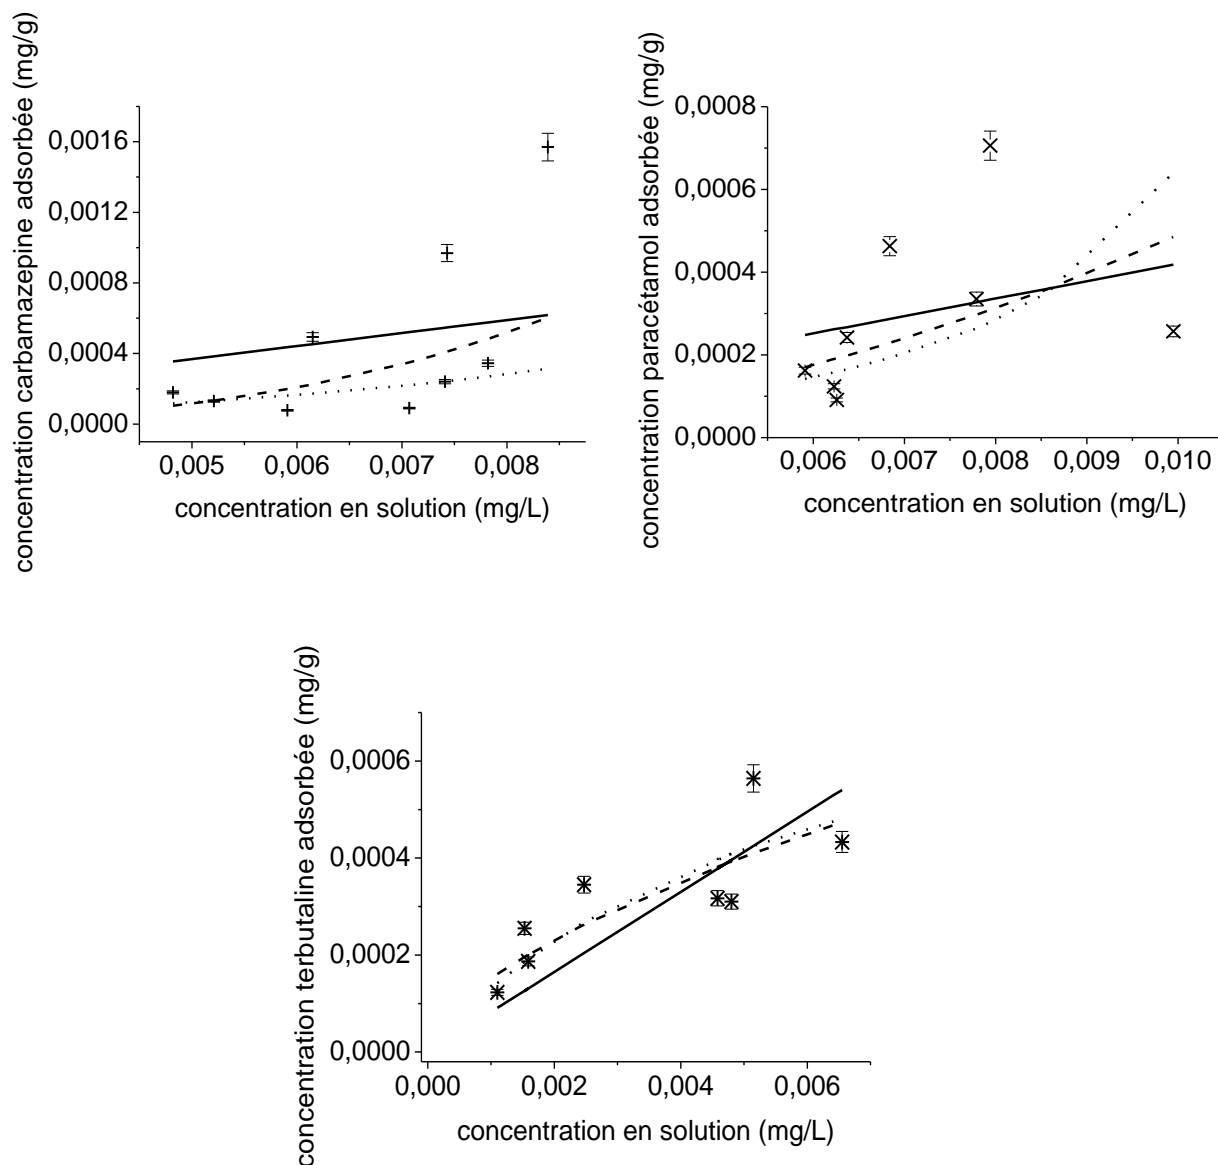 concentration carbamazepine adsorbée (mg/g)
0,0016
0,0012
0,0008
0,0004
0,0000
0,005 0,006 0,007 0,008
concentration en solution (mg/L)
concentration paracétamol adsorbée (mg/g)
0,0008
0,0006
0,0004
0,0002
0,0000
0,006 0,007 0,008 0,009 0,010
concentration en solution (mg/L)
concentration terbutaline adsorbée (mg/g)
0,0006
0,0004
0,0002
0,0000
0,000 0,002 0,004 0,006
concentration en solution (mg/L)